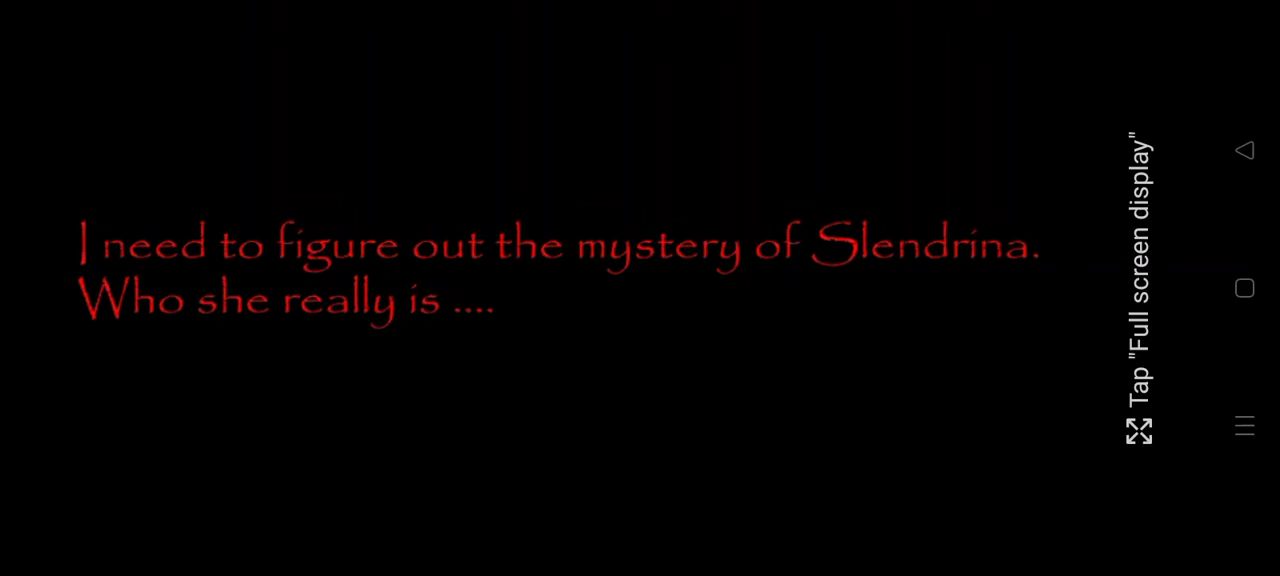 I need to figure out the mystery of Slendrina.
Who she really is ....
Tap "Full screen display"